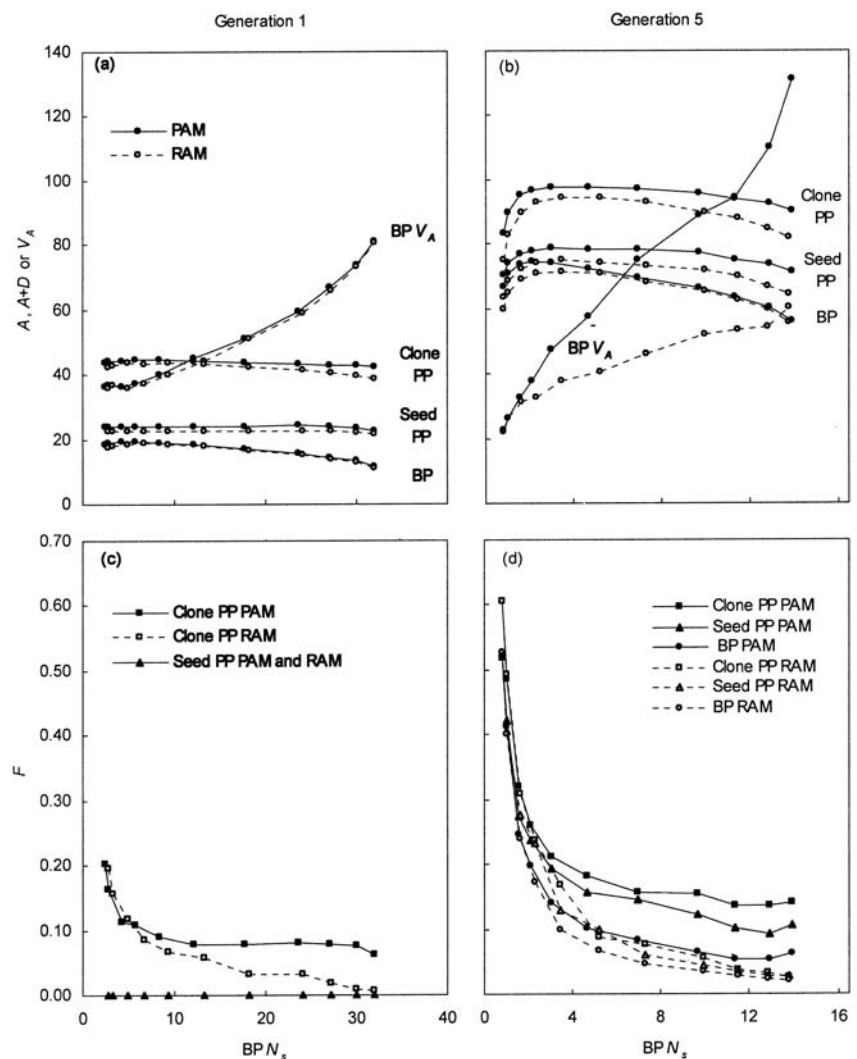 Generation 1
Generation 5
(a)
PAM
RAM
BP V_A
Clone
PP
Seed
PP
BP
A, A+D or V_A
140
120
100
80
60
40
20
0
(b)
Clone
PP
Seed
PP
BP
BP V_A
(c)
Clone PP PAM
Clone PP RAM
Seed PP PAM and RAM
F
0.70
0.60
0.50
0.40
0.30
0.20
0.10
0.00
0 10 20 30 40
BP N_s
(d)
Clone PP PAM
Seed PP PAM
BP PAM
Clone PP RAM
Seed PP RAM
BP RAM
0 4 8 12 16
BP N_s